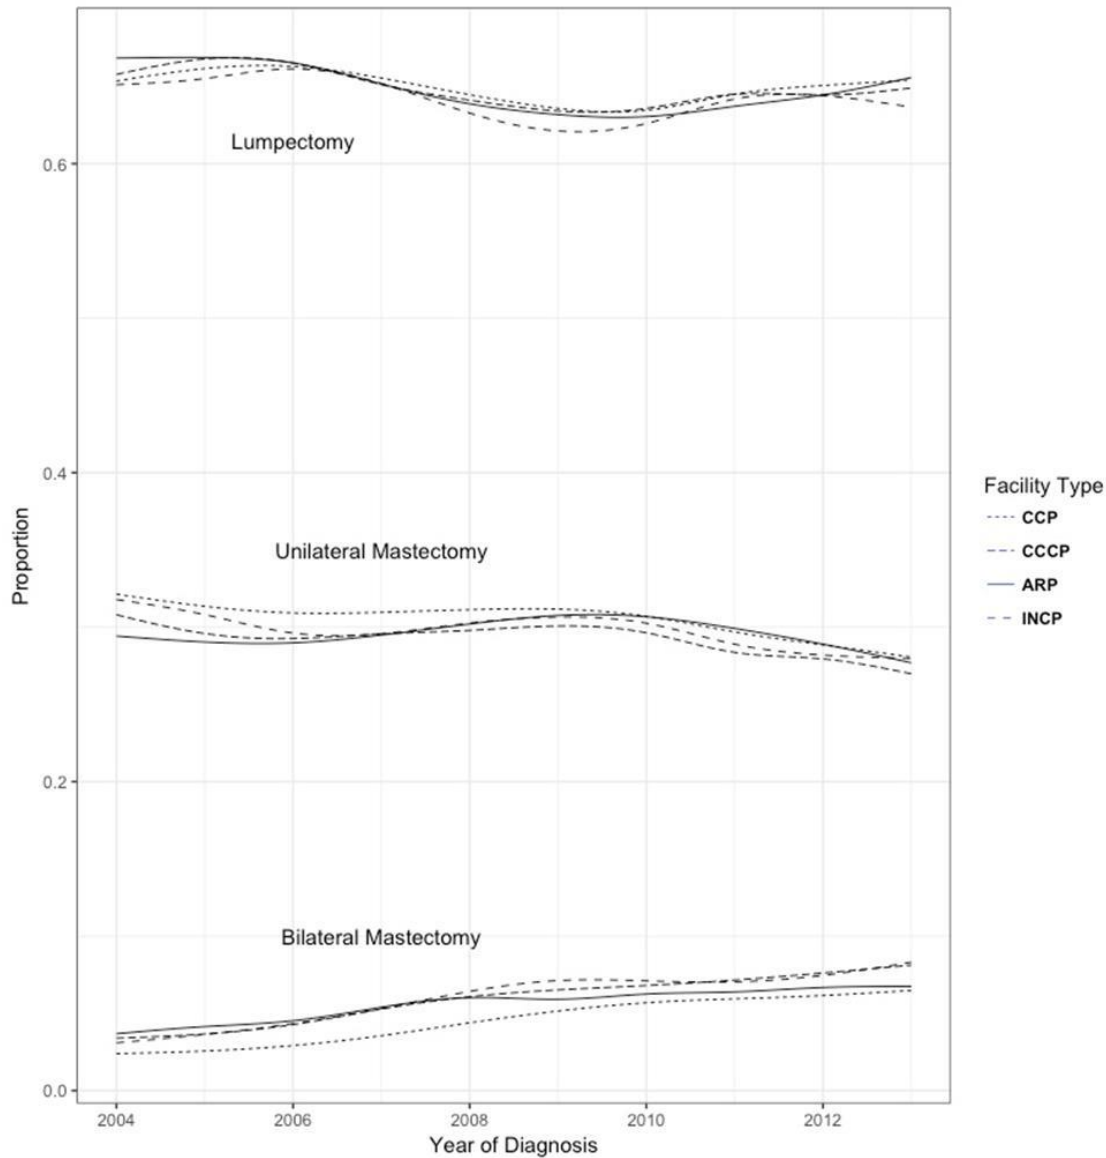 Lumpectomy
0.6
0.4
Proportion
Unilateral Mastectomy
0.2
Bilateral Mastectomy
0.0
2004 2006 2008 2010 2012
Year of Diagnosis
Facility Type
CCP
CCCP
ARP
INCP